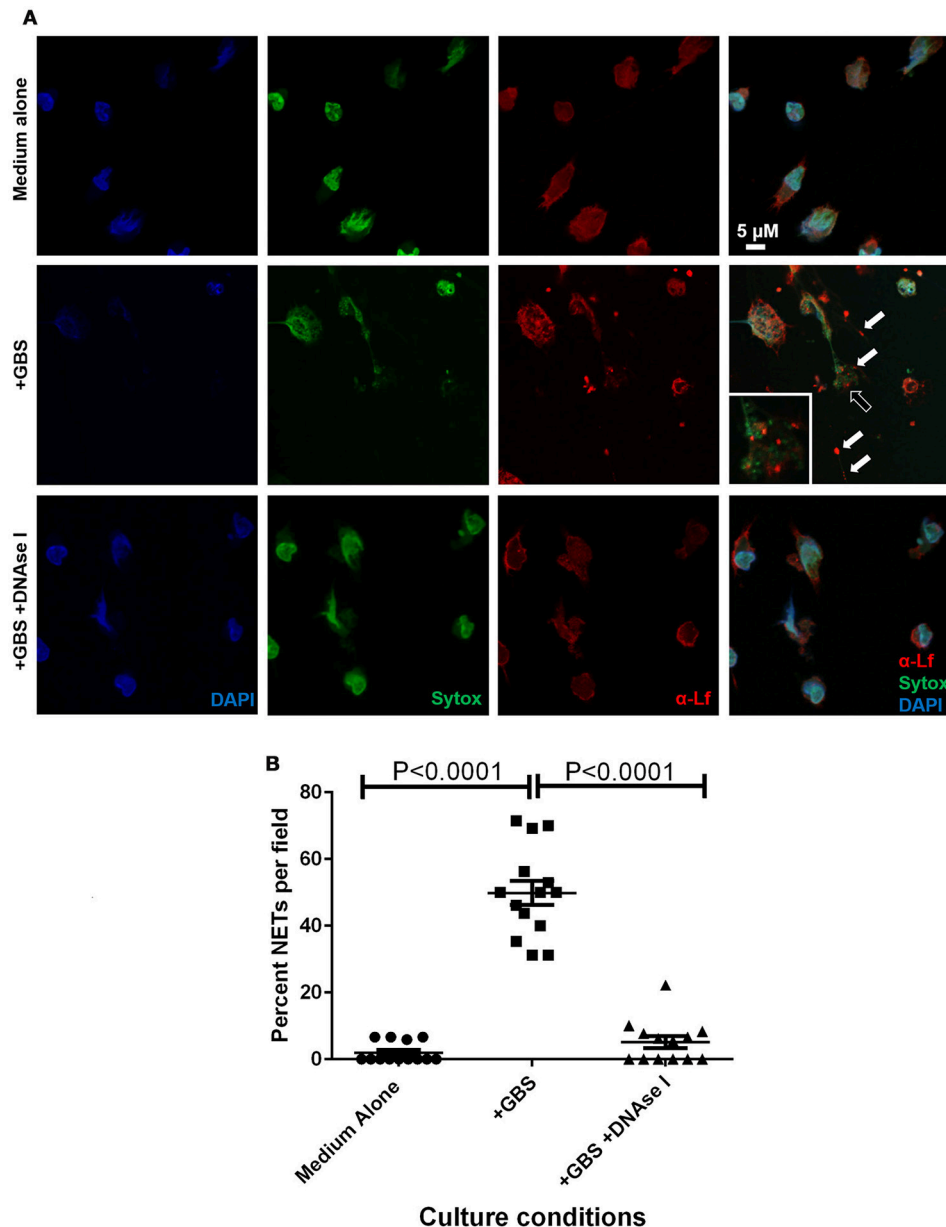 A
Medium alone
5 µM
+GBS
+GBS +DNAse I
DAPI
Sytox
α-Lf
α-Lf
Sytox
DAPI
B
P<0.0001
P<0.0001
Percent NETs per field
80
60
40
20
0
Medium Alone
+GBS
+GBS +DNAse I
Culture conditions